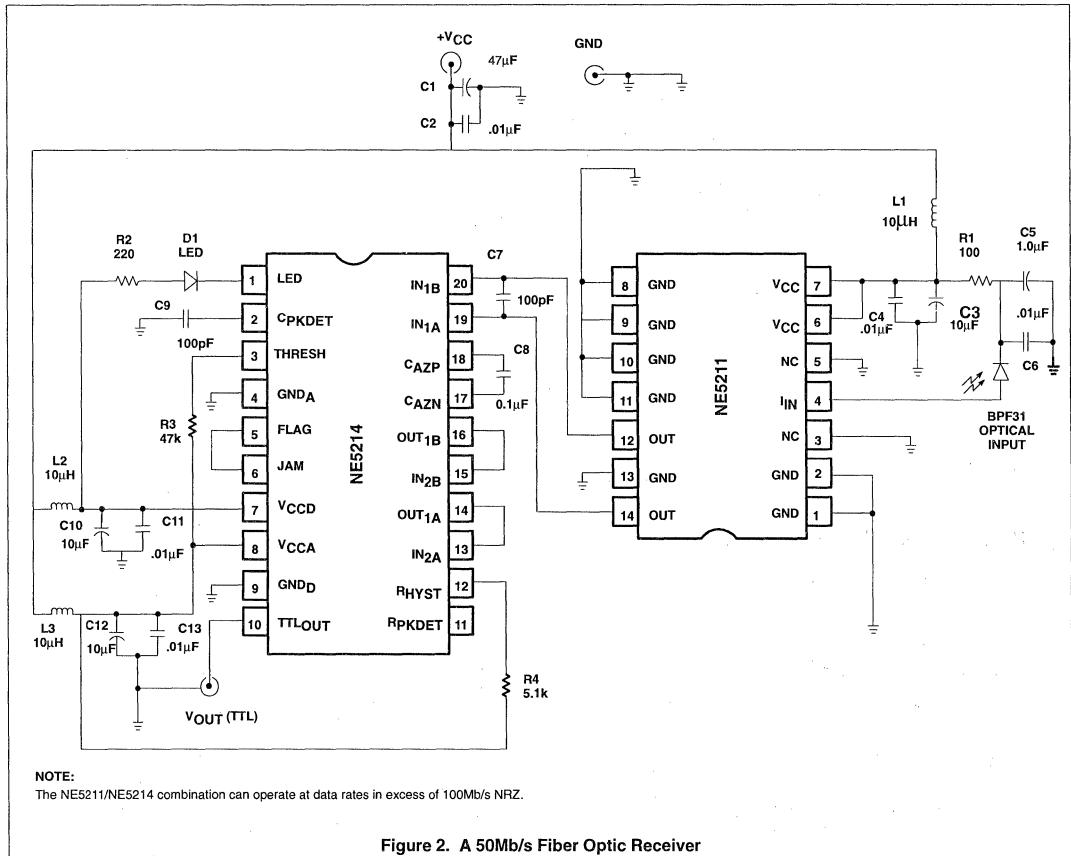 +VCC
GND
47µF
C1
C2
.01µF
L1
10µH
R2
220
D1
LED
R1
100
C5
1.0µF
C7
100pF
C9
100pF
C8
0.1µF
C4
.01µF
C3
10µF
.01µF
C6
BPF31
OPTICAL
INPUT
R3
47k
L2
10µH
C10
10µF
C11
.01µF
L3
10µH
C12
10µF
C13
.01µF
R4
5.1k
VOUT (TTL)
NE5214
1 LED
2 CPKDET
3 THRESH
4 GNDA
5 FLAG
6 JAM
7 VCCD
8 VCCA
9 GNDD
10 TTLOUT
IN1B 20
IN1A 19
CAZP 18
CAZN 17
OUT1B 16
IN2B 15
OUT1A 14
IN2A 13
RHYST 12
RPKDET 11
NE5211
8 GND
9 GND
10 GND
11 GND
12 OUT
13 GND
14 OUT
VCC 7
VCC 6
NC 5
IIN 4
NC 3
GND 2
GND 1
NOTE:
The NE5211/NE5214 combination can operate at data rates in excess of 100Mb/s NRZ.
Figure 2. A 50Mb/s Fiber Optic Receiver